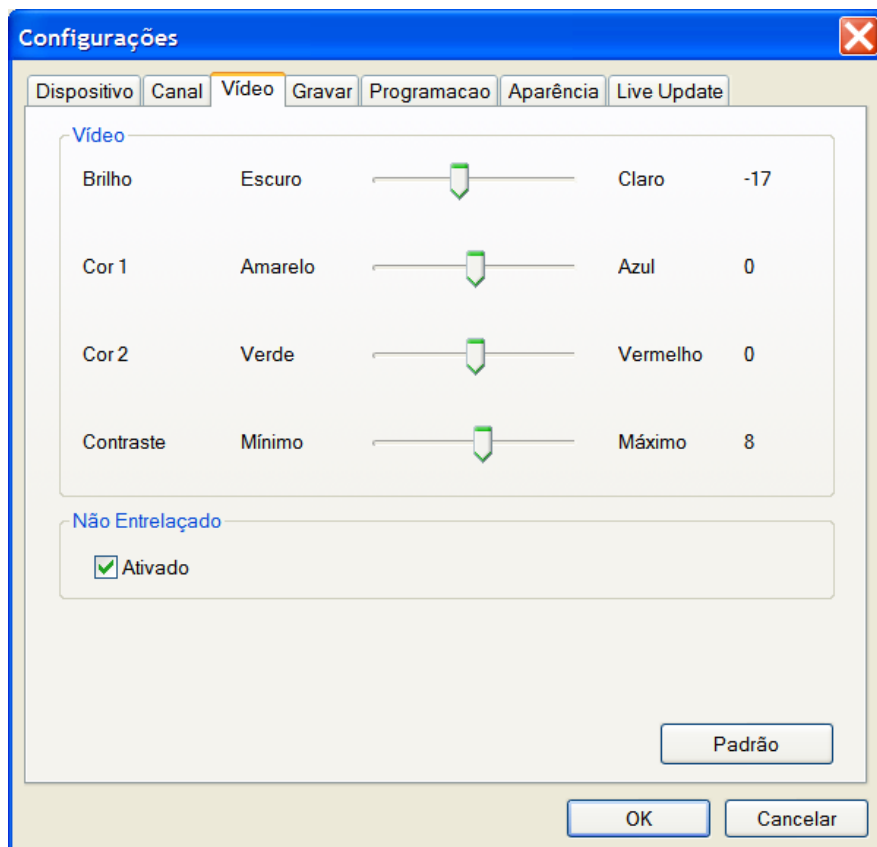 Configurações
Dispositivo Canal Vídeo Gravar Programacao Aparência Live Update
Vídeo
Brilho Escuro Claro -17
Cor 1 Amarelo Azul 0
Cor 2 Verde Vermelho 0
Contraste Mínimo Máximo 8
Não Entrelaçado
Ativado
Padrão
OK Cancelar